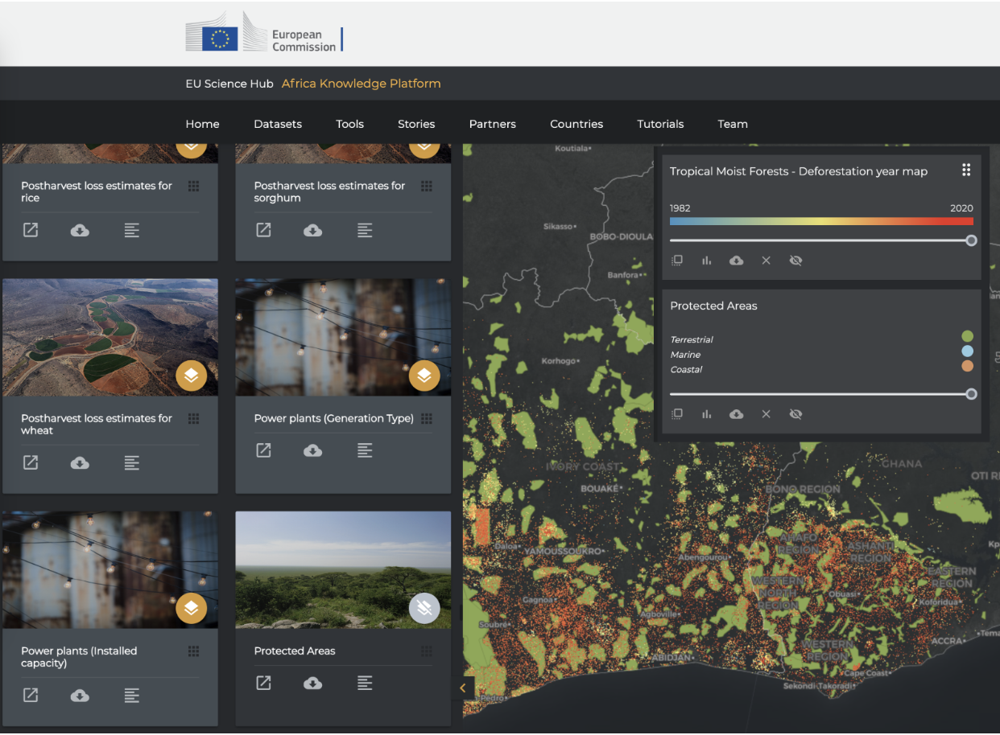 European
Commission
EU Science Hub Africa Knowledge Platform
Home Datasets Tools Stories Partners Countries Tutorials Team
Postharvest loss estimates for
rice
Postharvest loss estimates for
sorghum
Postharvest loss estimates for
wheat
Power plants (Generation Type)
Power plants (Installed
capacity)
Protected Areas
Tropical Moist Forests - Deforestation year map
1982 2020
Protected Areas
Terrestrial
Marine
Coastal
Koutiala
Sikasso
BOBO-DIOULA
Banfora
Korhogo
IVORY COAST
GHANA
OTI R
BOUAKÉ
BONO REGION
Daloa
YAMOUSSOUKRO
Abengourou
AHAFO
REGION
ASHANTI
REGION
EASTERN
REGION
WESTERN
NORTH
REGION
Obuasi
Koforidua
Gagnoa
Agboville
Soubré
WESTERN
REGION
ACCRA
Tema
ABIDJAN
Cape Coast
Sekondi-Takoradi
Pedro
Kp